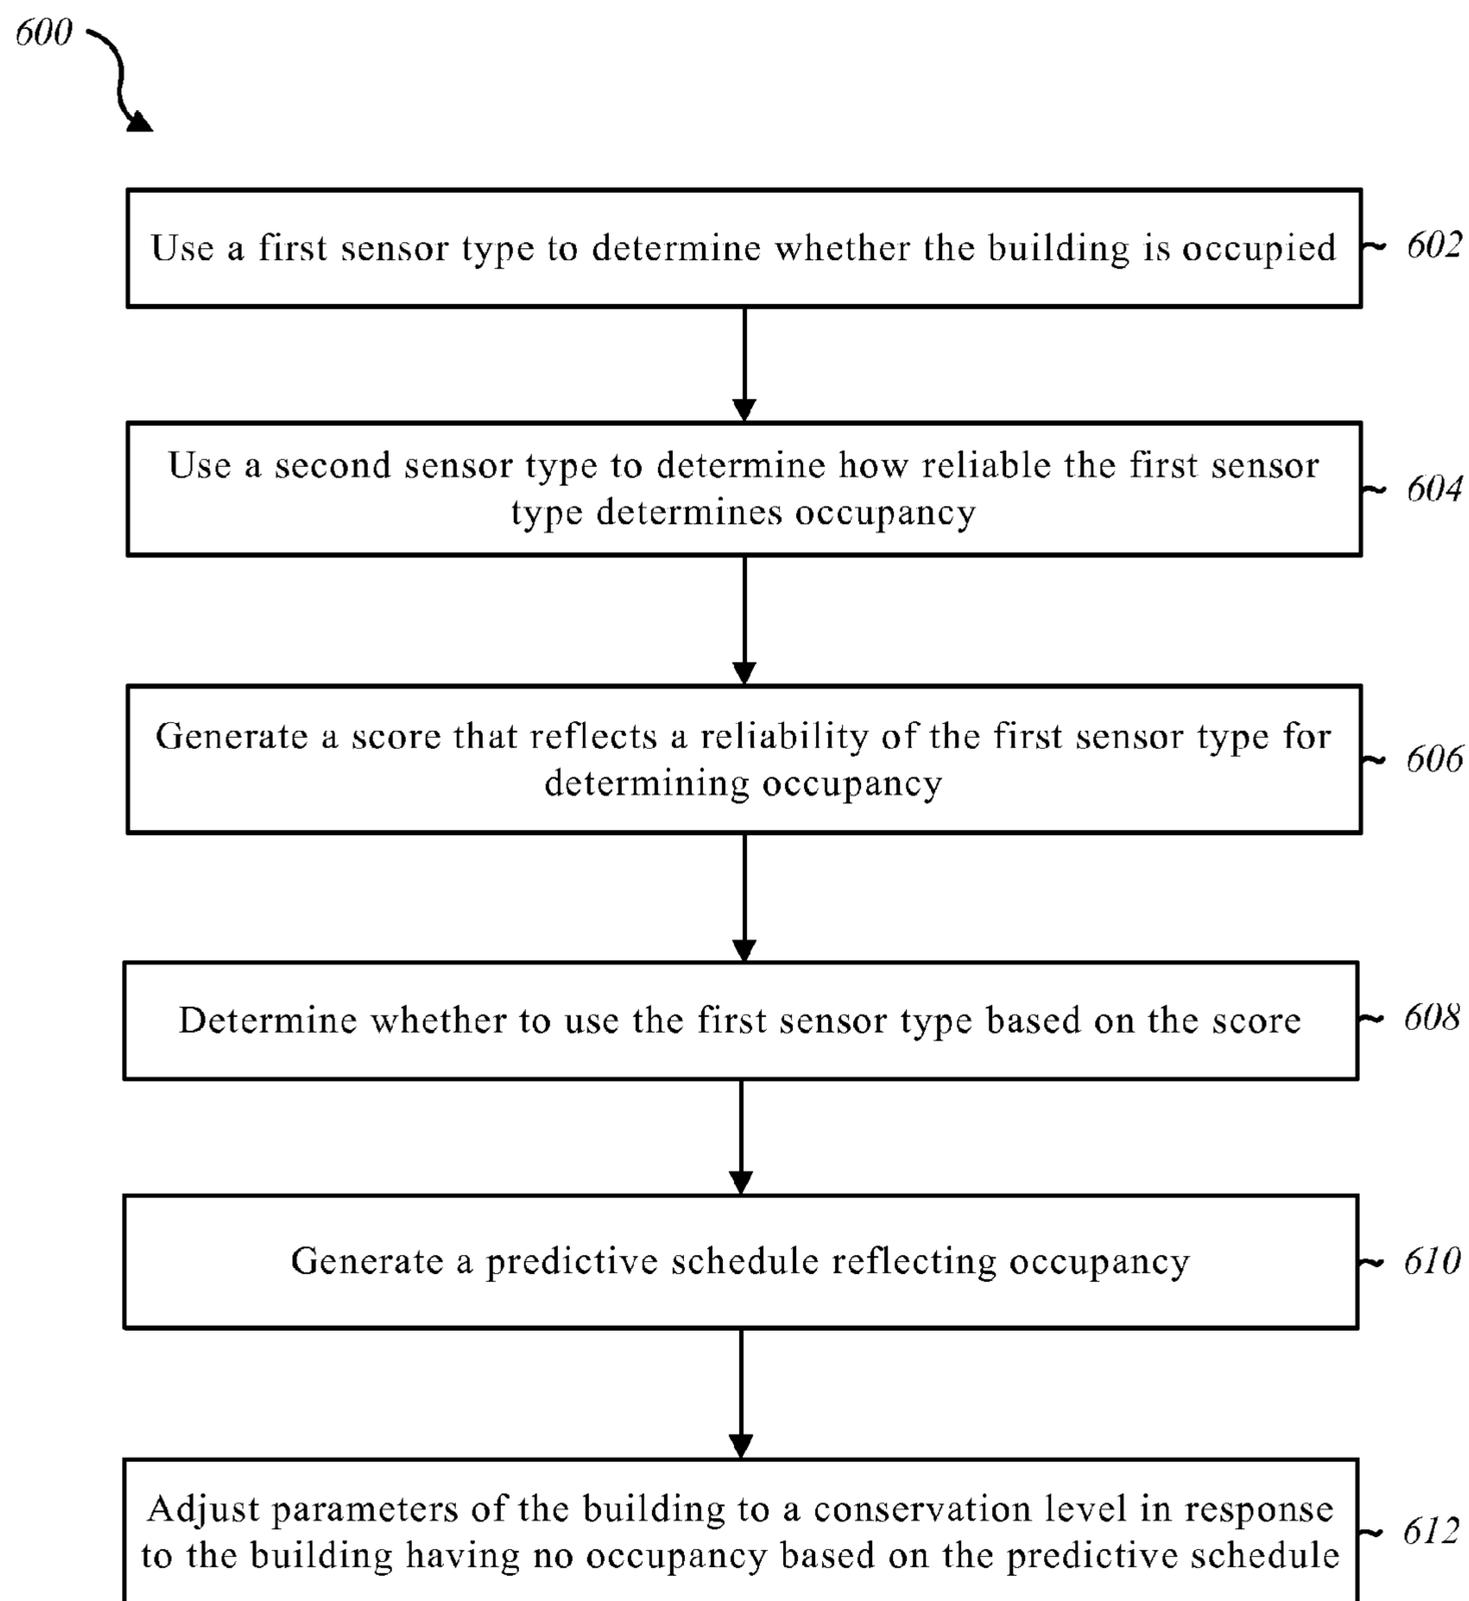 600
Use a first sensor type to determine whether the building is occupied
602
Use a second sensor type to determine how reliable the first sensor
type determines occupancy
604
Generate a score that reflects a reliability of the first sensor type for
determining occupancy
606
Determine whether to use the first sensor type based on the score
608
Generate a predictive schedule reflecting occupancy
610
Adjust parameters of the building to a conservation level in response
to the building having no occupancy based on the predictive schedule
612